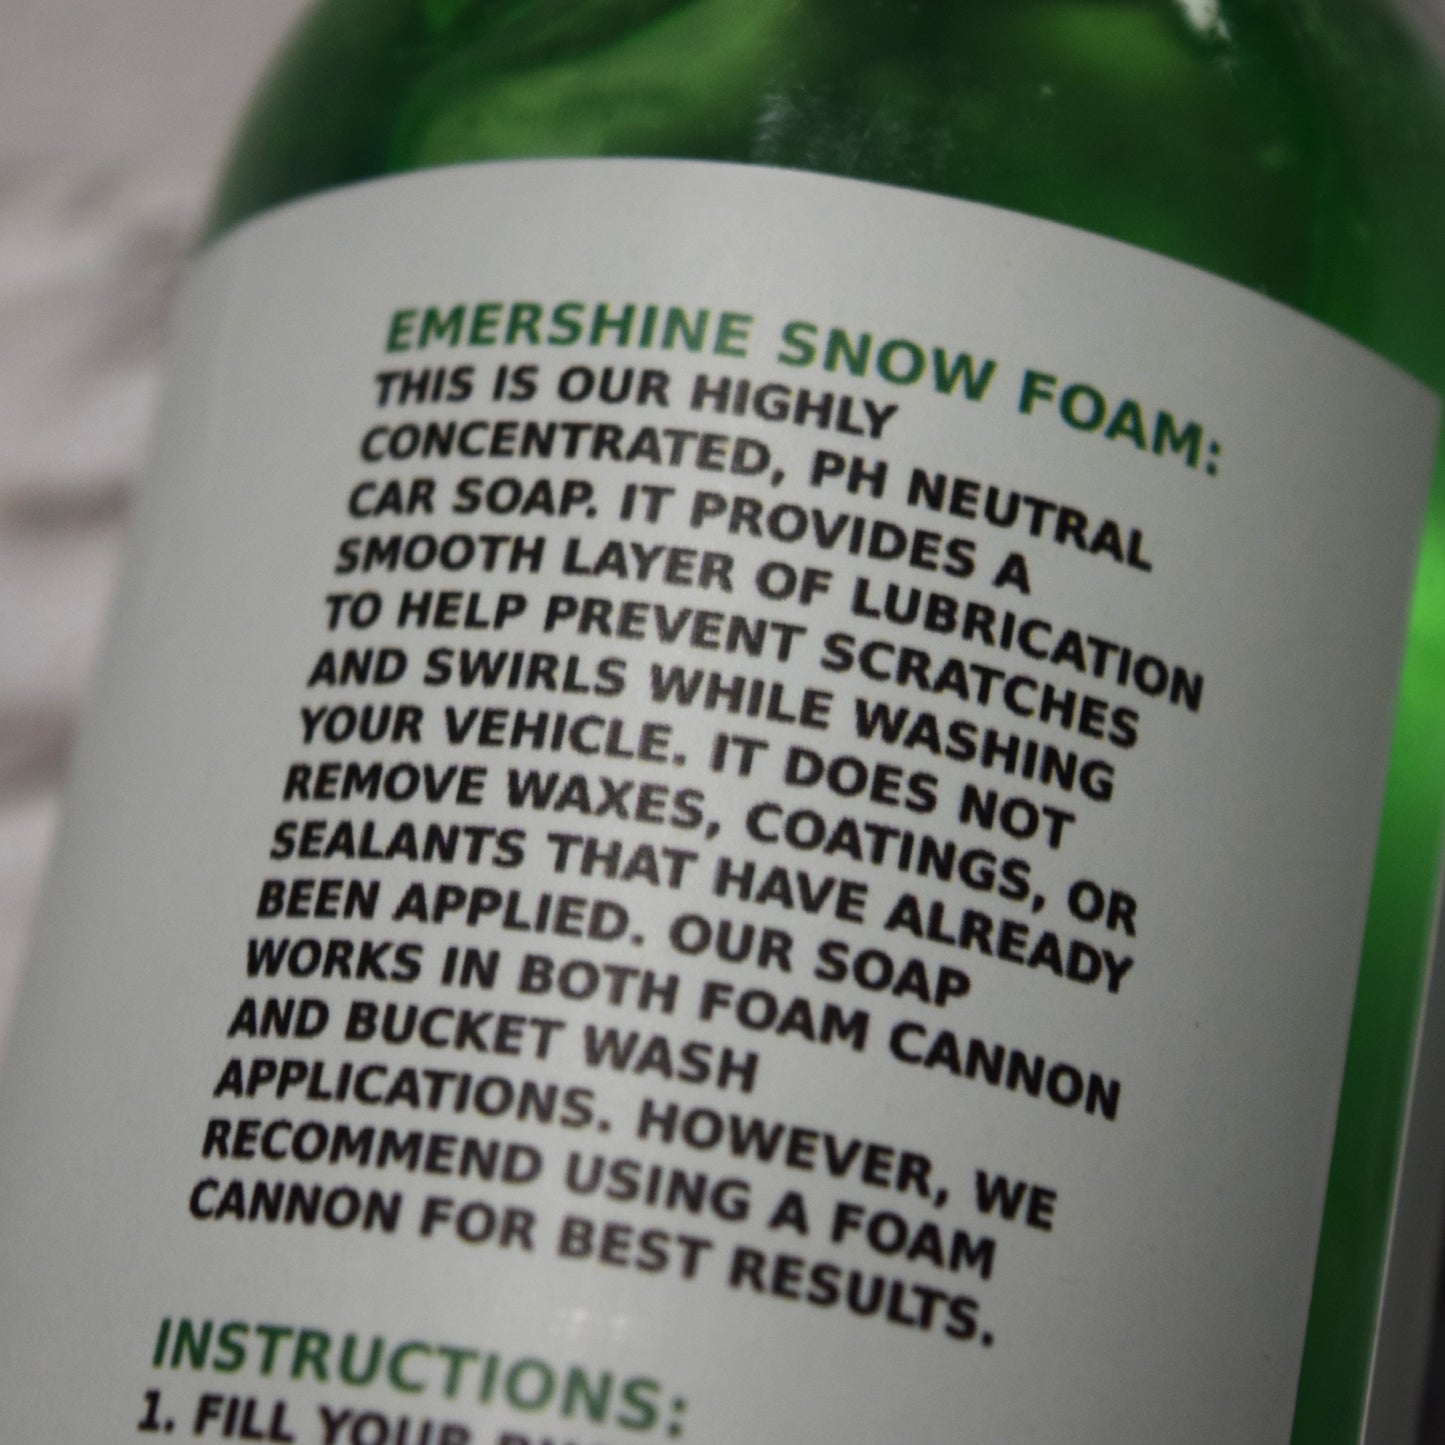 EMERSHINE SNOW FOAM:
THIS IS OUR HIGHLY
CONCENTRATED, PH NEUTRAL
CAR SOAP. IT PROVIDES A
SMOOTH LAYER OF LUBRICATION
TO HELP PREVENT SCRATCHES
AND SWIRLS WHILE WASHING
YOUR VEHICLE. IT DOES NOT
REMOVE WAXES, COATINGS, OR
SEALANTS THAT HAVE ALREADY
BEEN APPLIED. OUR SOAP
WORKS IN BOTH FOAM CANNON
AND BUCKET WASH
APPLICATIONS. HOWEVER, WE
RECOMMEND USING A FOAM
CANNON FOR BEST RESULTS.
INSTRUCTIONS:
1. FILL YOUR